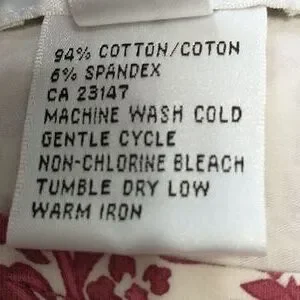 94% COTTON/COTON
6% SPANDEX
CA 23147
MACHINE WASH COLD
GENTLE CYCLE
NON-CHLORINE BLEACH
TUMBLE DRY LOW
WARM IRON